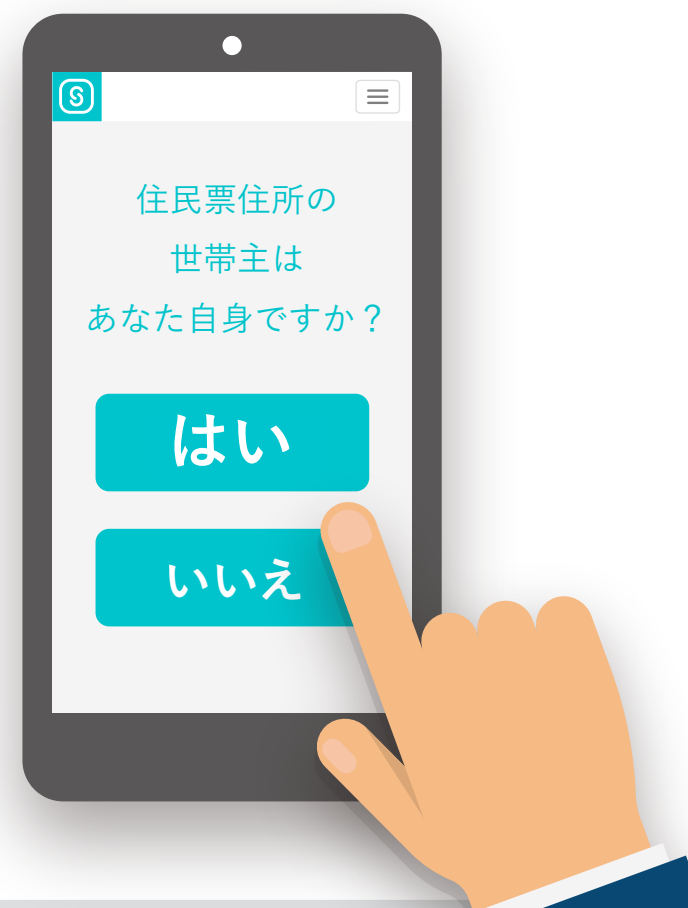 住民票住所の
世帯主は
あなた自身ですか？
はい
いいえ